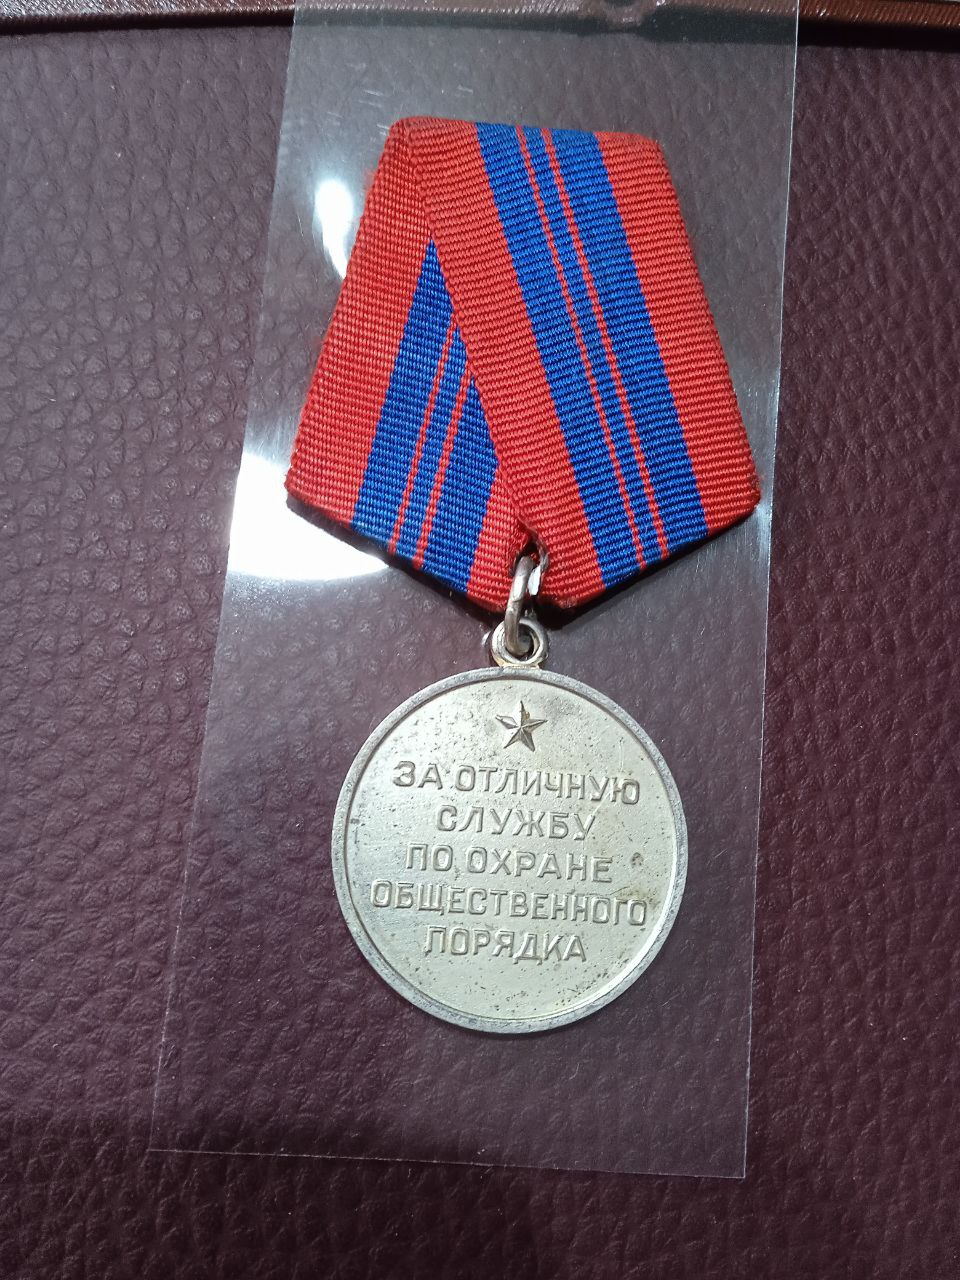 ЗА ОТЛИЧНУЮ
СЛУЖБУ
ПО ОХРАНЕ
ОБЩЕСТВЕННОГО
ПОРЯДКА